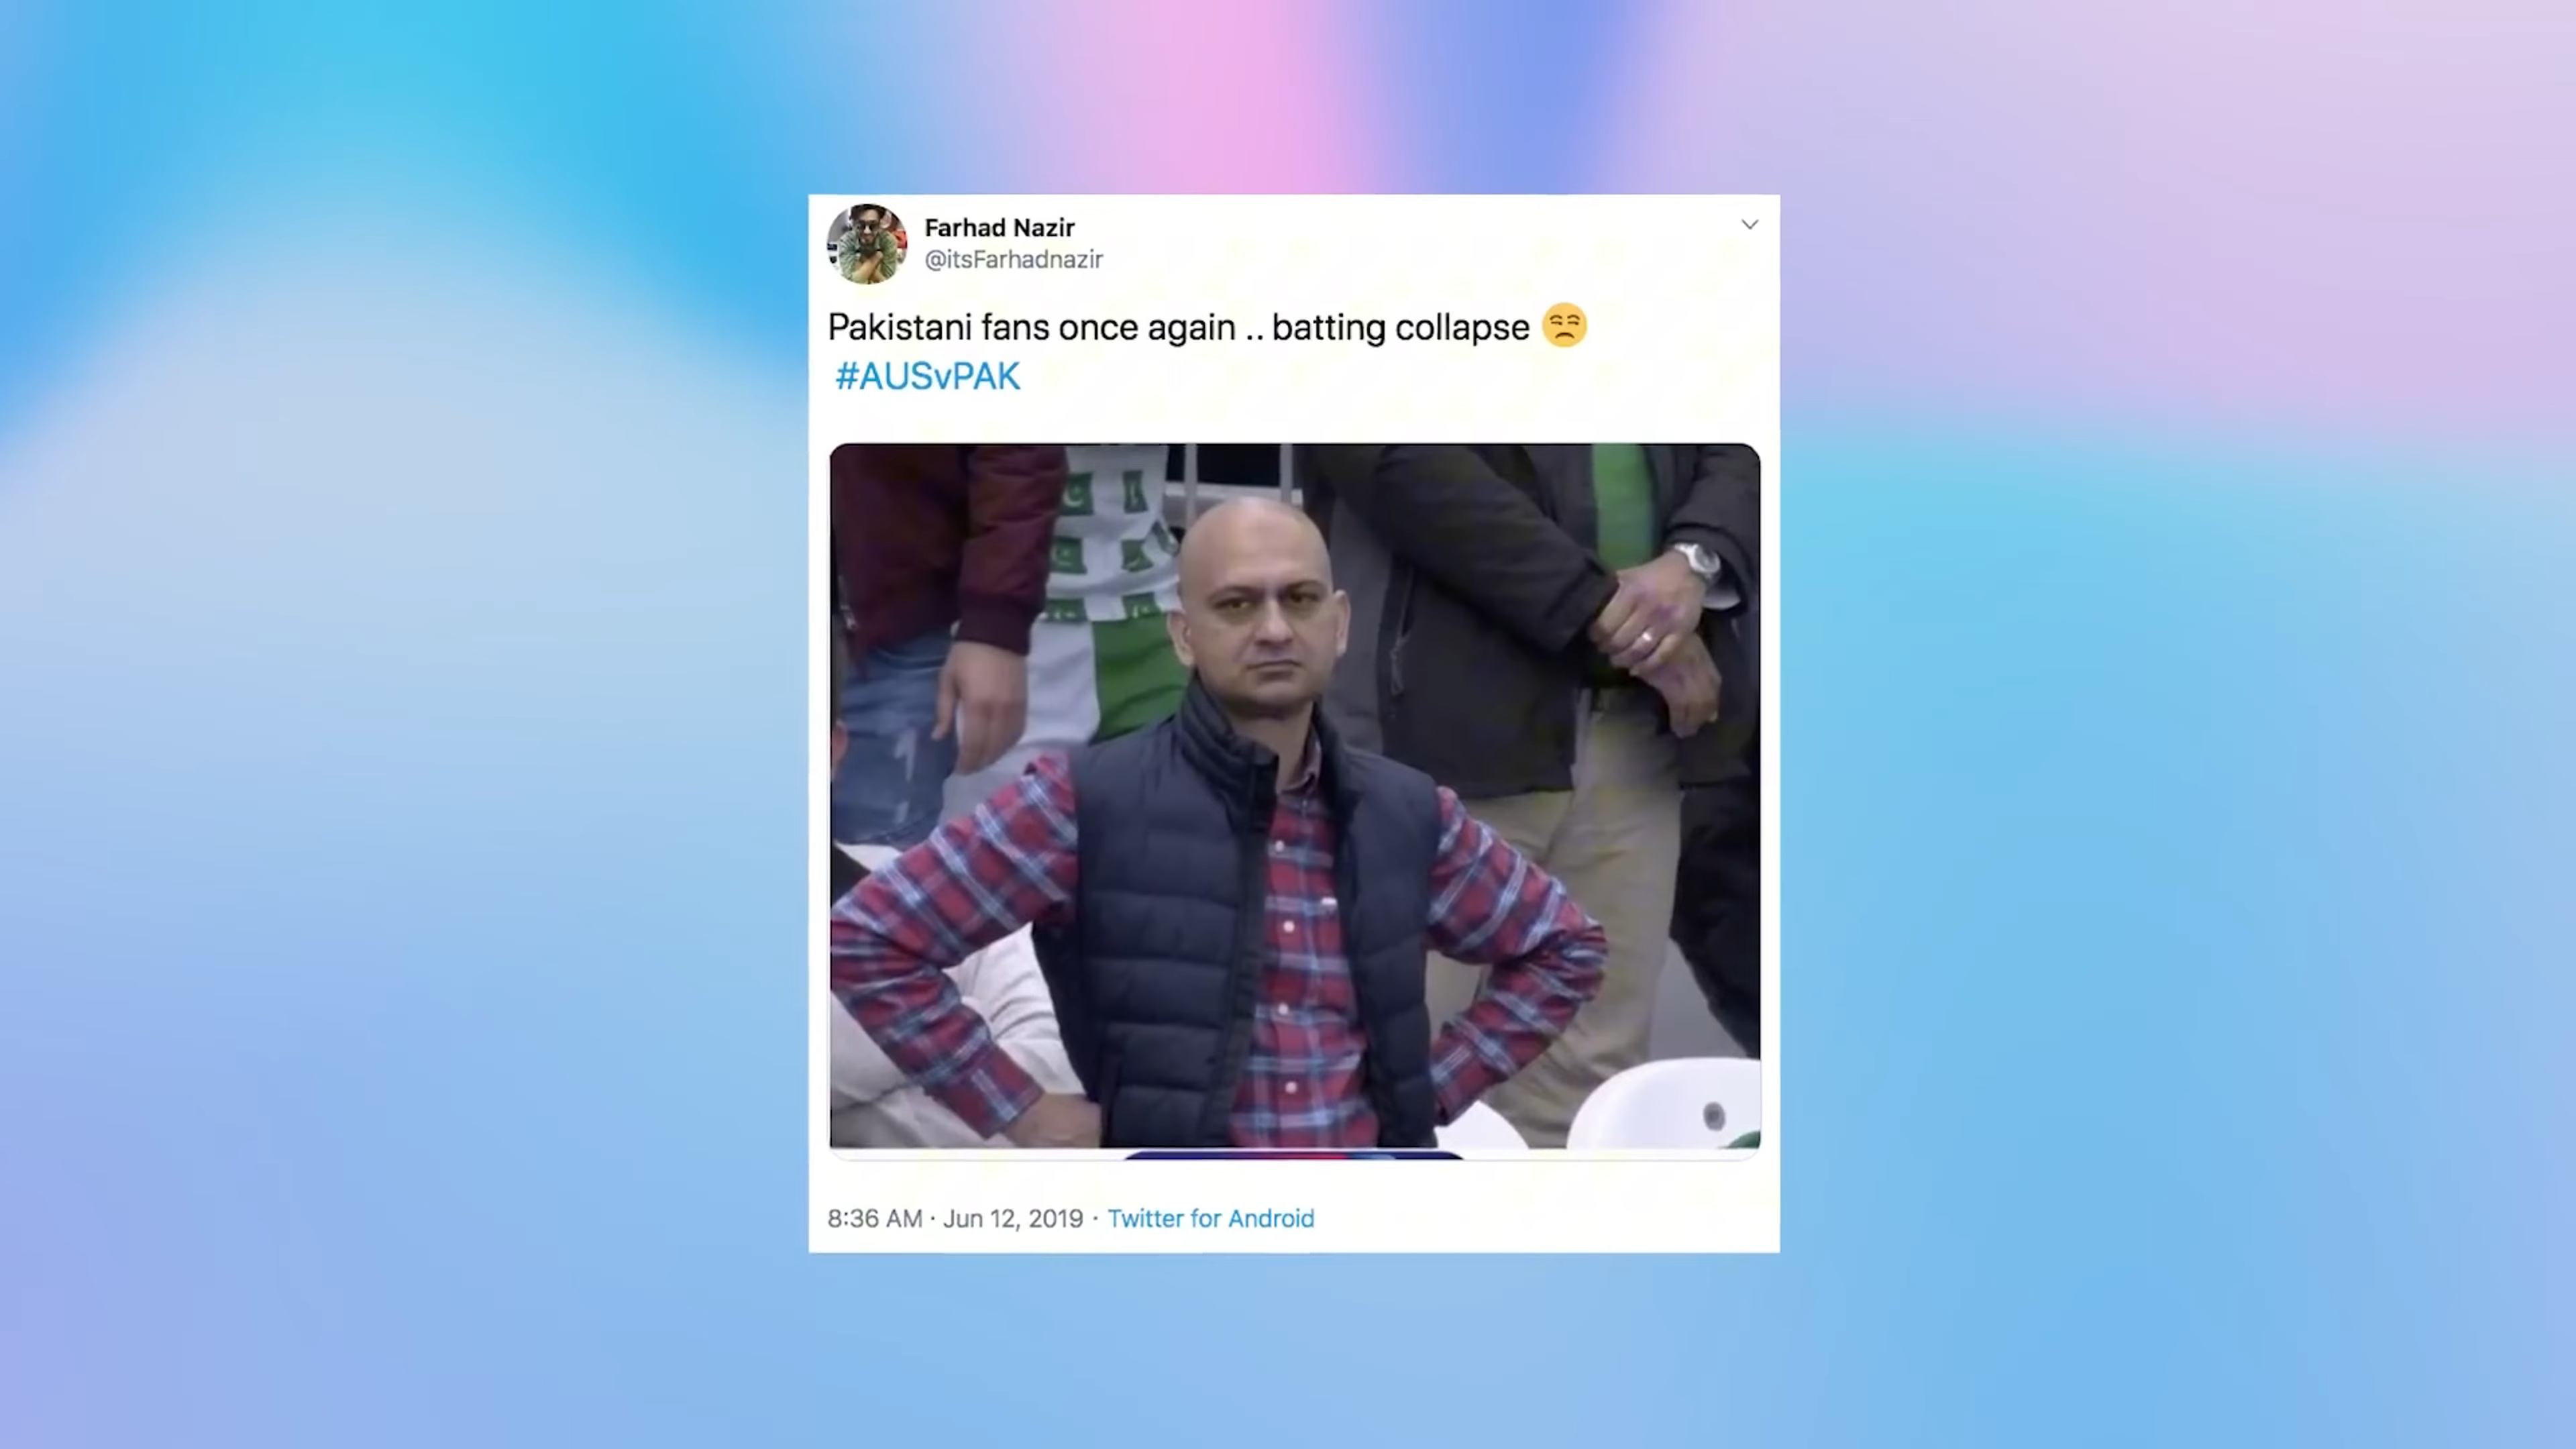 Farhad Nazir
@itsFarhadnazir
Pakistani fans once again .. batting collapse 😒
#AUSvPAK
8:36 AM · Jun 12, 2019 · Twitter for Android